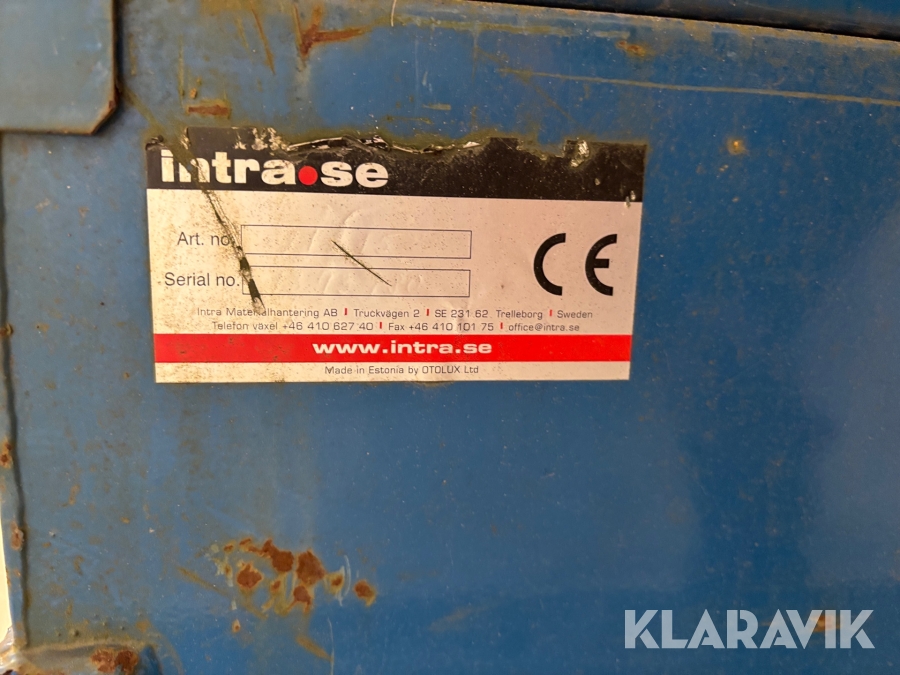 intra.se
Art. no.
Serial no.
Intra Materialhantering AB | Truckvägen 2 | SE 231 62 Trelleborg | Sweden
Telefon växel +46 410 627 40 | Fax +46 410 101 75 | office@intra.se
www.intra.se
Made in Estonia by OTOLUX Ltd
CE
KLARAVIK